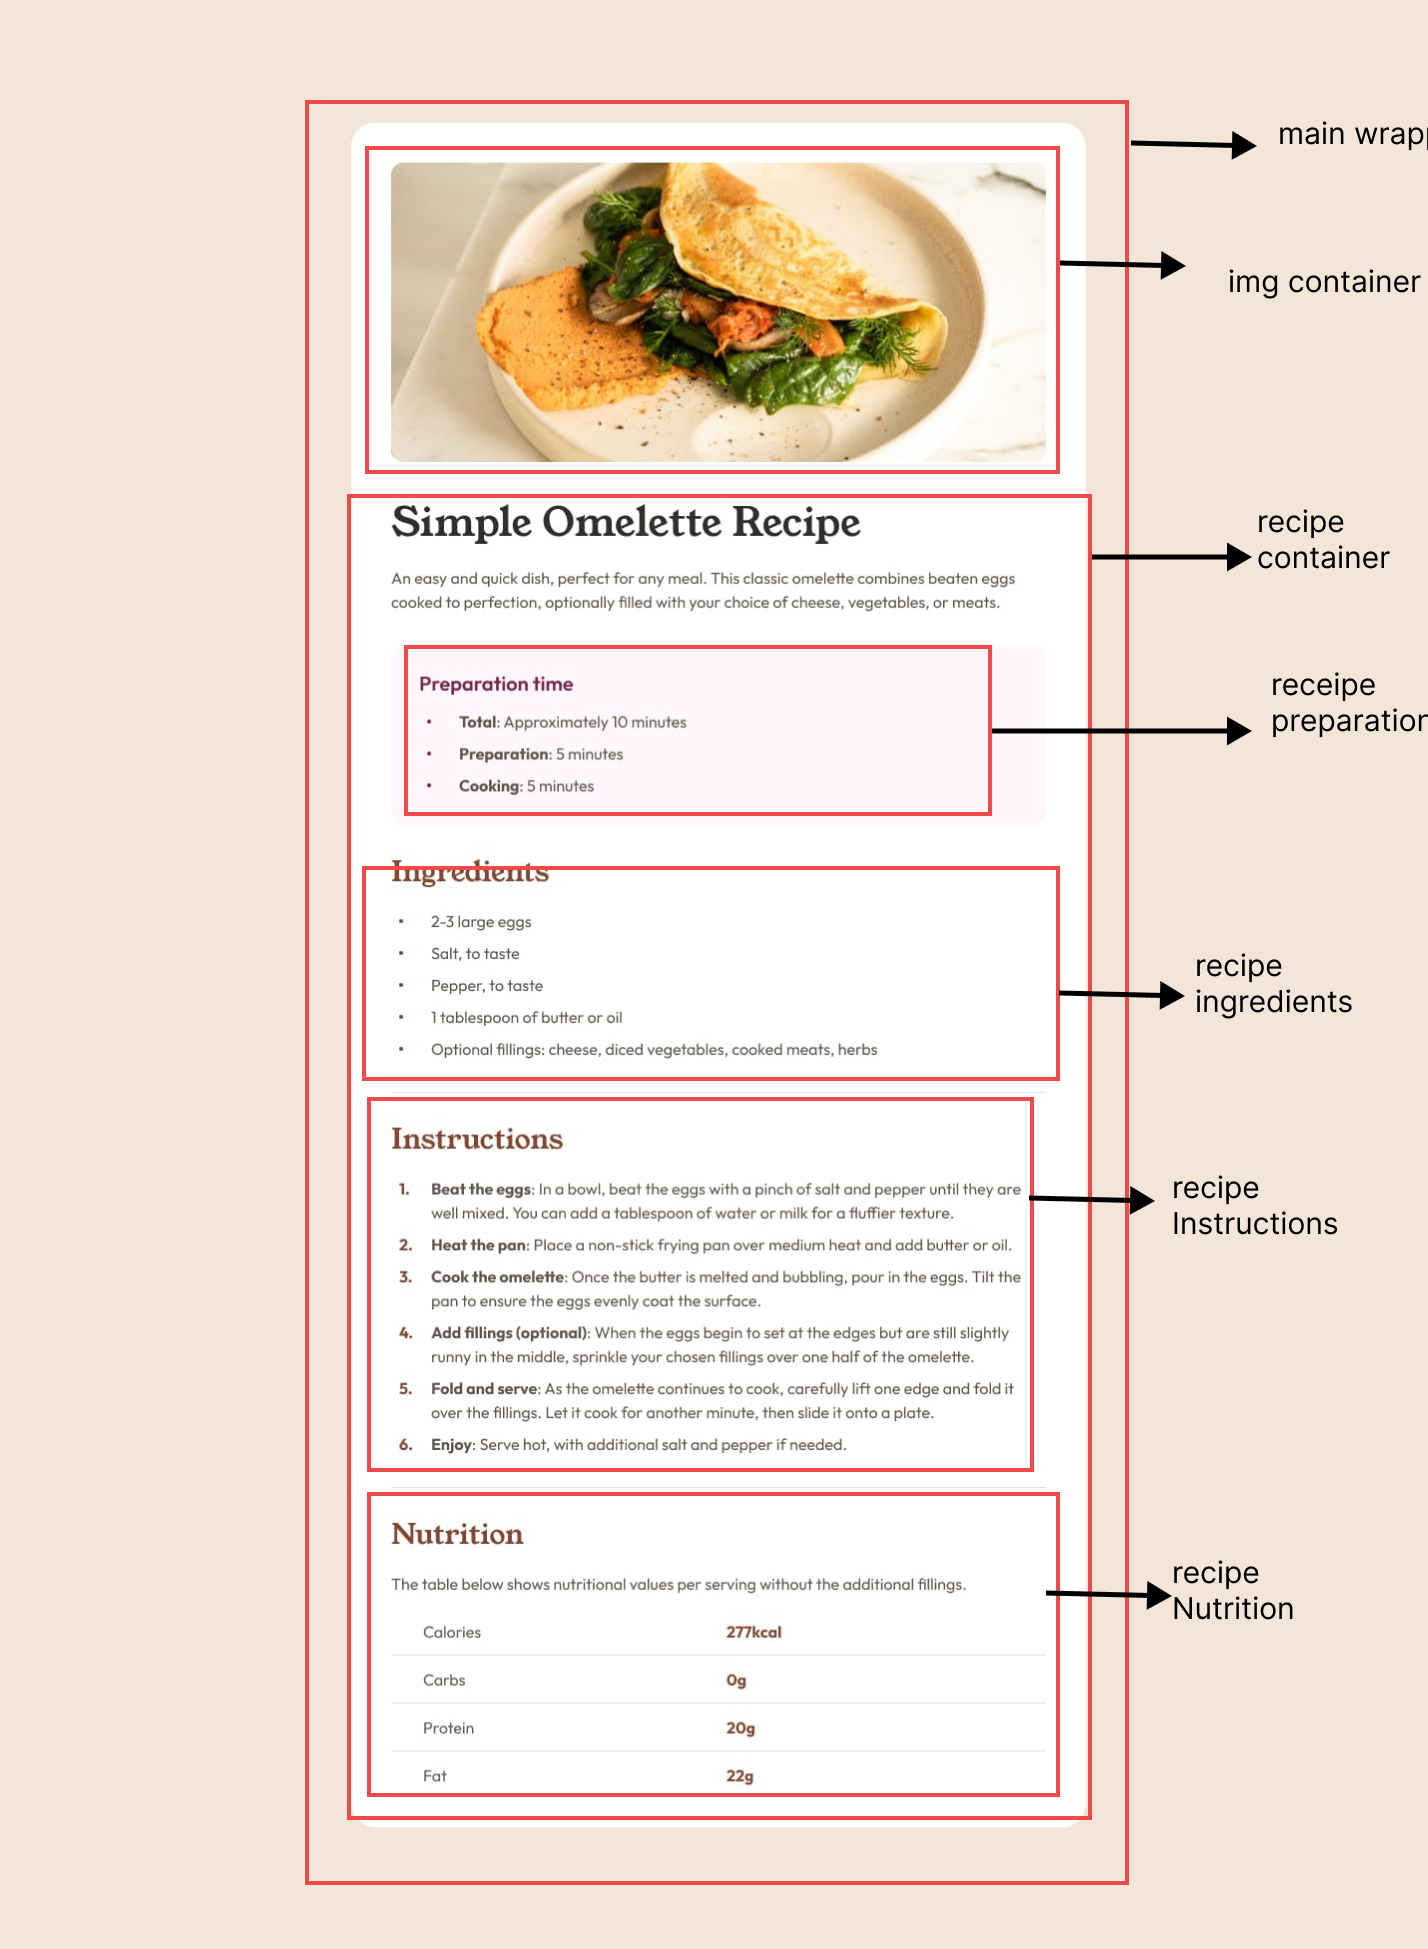 main wrapp
img container
Simple Omelette Recipe
An easy and quick dish, perfect for any meal. This classic omelette combines beaten eggs
cooked to perfection, optionally filled with your choice of cheese, vegetables, or meats.
recipe
container
Preparation time
• Total: Approximately 10 minutes
• Preparation: 5 minutes
• Cooking: 5 minutes
receipe
preparation
Ingredients
• 2-3 large eggs
• Salt, to taste
• Pepper, to taste
• 1 tablespoon of butter or oil
• Optional fillings: cheese, diced vegetables, cooked meats, herbs
recipe
ingredients
Instructions
1. Beat the eggs: In a bowl, beat the eggs with a pinch of salt and pepper until they are
well mixed. You can add a tablespoon of water or milk for a fluffier texture.
2. Heat the pan: Place a non-stick frying pan over medium heat and add butter or oil.
3. Cook the omelette: Once the butter is melted and bubbling, pour in the eggs. Tilt the
pan to ensure the eggs evenly coat the surface.
4. Add fillings (optional): When the eggs begin to set at the edges but are still slightly
runny in the middle, sprinkle your chosen fillings over one half of the omelette.
5. Fold and serve: As the omelette continues to cook, carefully lift one edge and fold it
over the fillings. Let it cook for another minute, then slide it onto a plate.
6. Enjoy: Serve hot, with additional salt and pepper if needed.
recipe
Instructions
Nutrition
The table below shows nutritional values per serving without the additional fillings.
Calories 277kcal
Carbs 0g
Protein 20g
Fat 22g
recipe
Nutrition